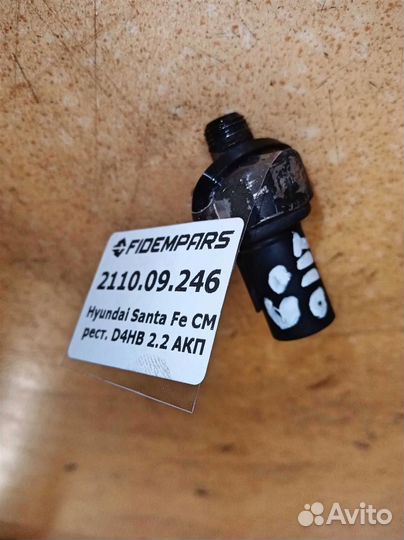 FIDEMPARS
2110.09.246
Hyundai Santa Fe CM
рест. D4HB 2.2 АКП
Avito